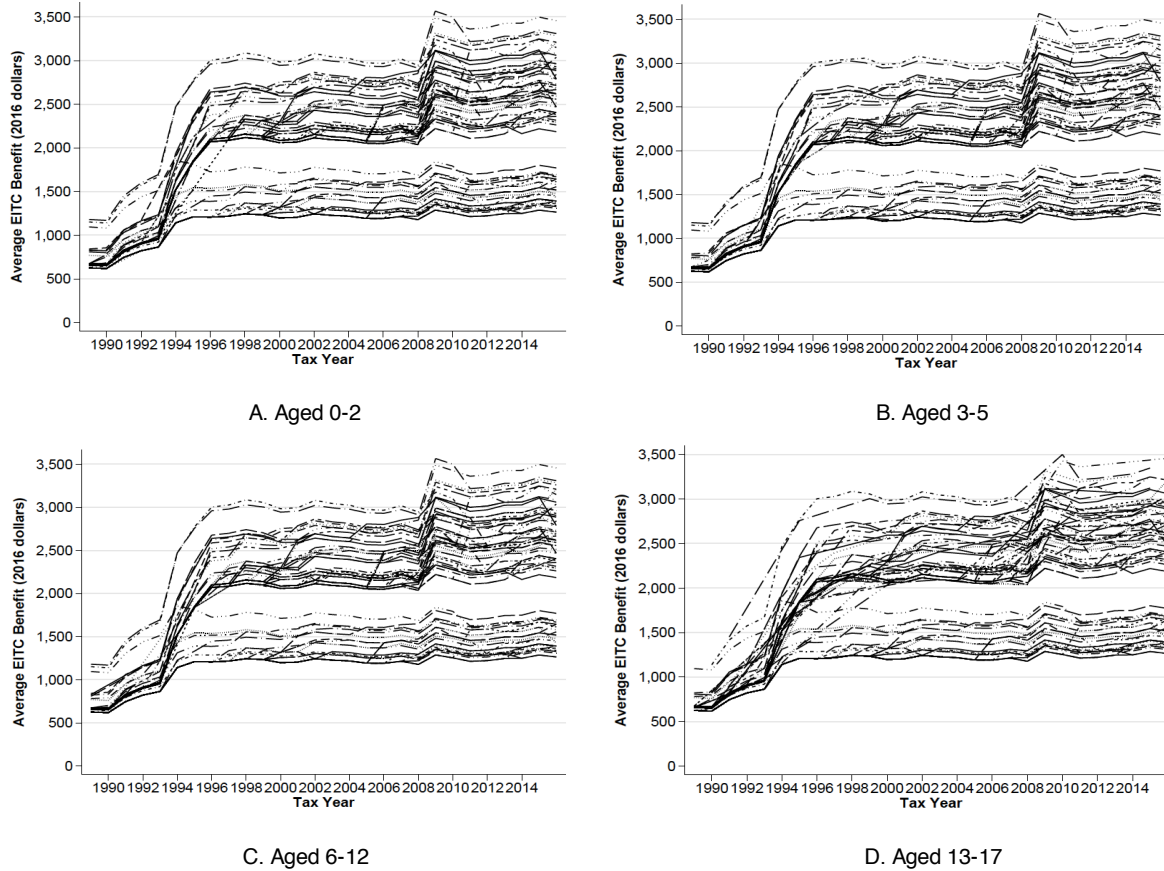 Average EITC Benefit (2016 dollars)
3,500
3,000
2,500
2,000
1,500
1,000
500
0
1990 1992 1994 1996 1998 2000 2002 2004 2006 2008 2010 2012 2014
Tax Year
A. Aged 0-2
Average EITC Benefit (2016 dollars)
3,500
3,000
2,500
2,000
1,500
1,000
500
0
1990 1992 1994 1996 1998 2000 2002 2004 2006 2008 2010 2012 2014
Tax Year
B. Aged 3-5
Average EITC Benefit (2016 dollars)
3,500
3,000
2,500
2,000
1,500
1,000
500
0
1990 1992 1994 1996 1998 2000 2002 2004 2006 2008 2010 2012 2014
Tax Year
C. Aged 6-12
Average EITC Benefit (2016 dollars)
3,500
3,000
2,500
2,000
1,500
1,000
500
0
1990 1992 1994 1996 1998 2000 2002 2004 2006 2008 2010 2012 2014
Tax Year
D. Aged 13-17